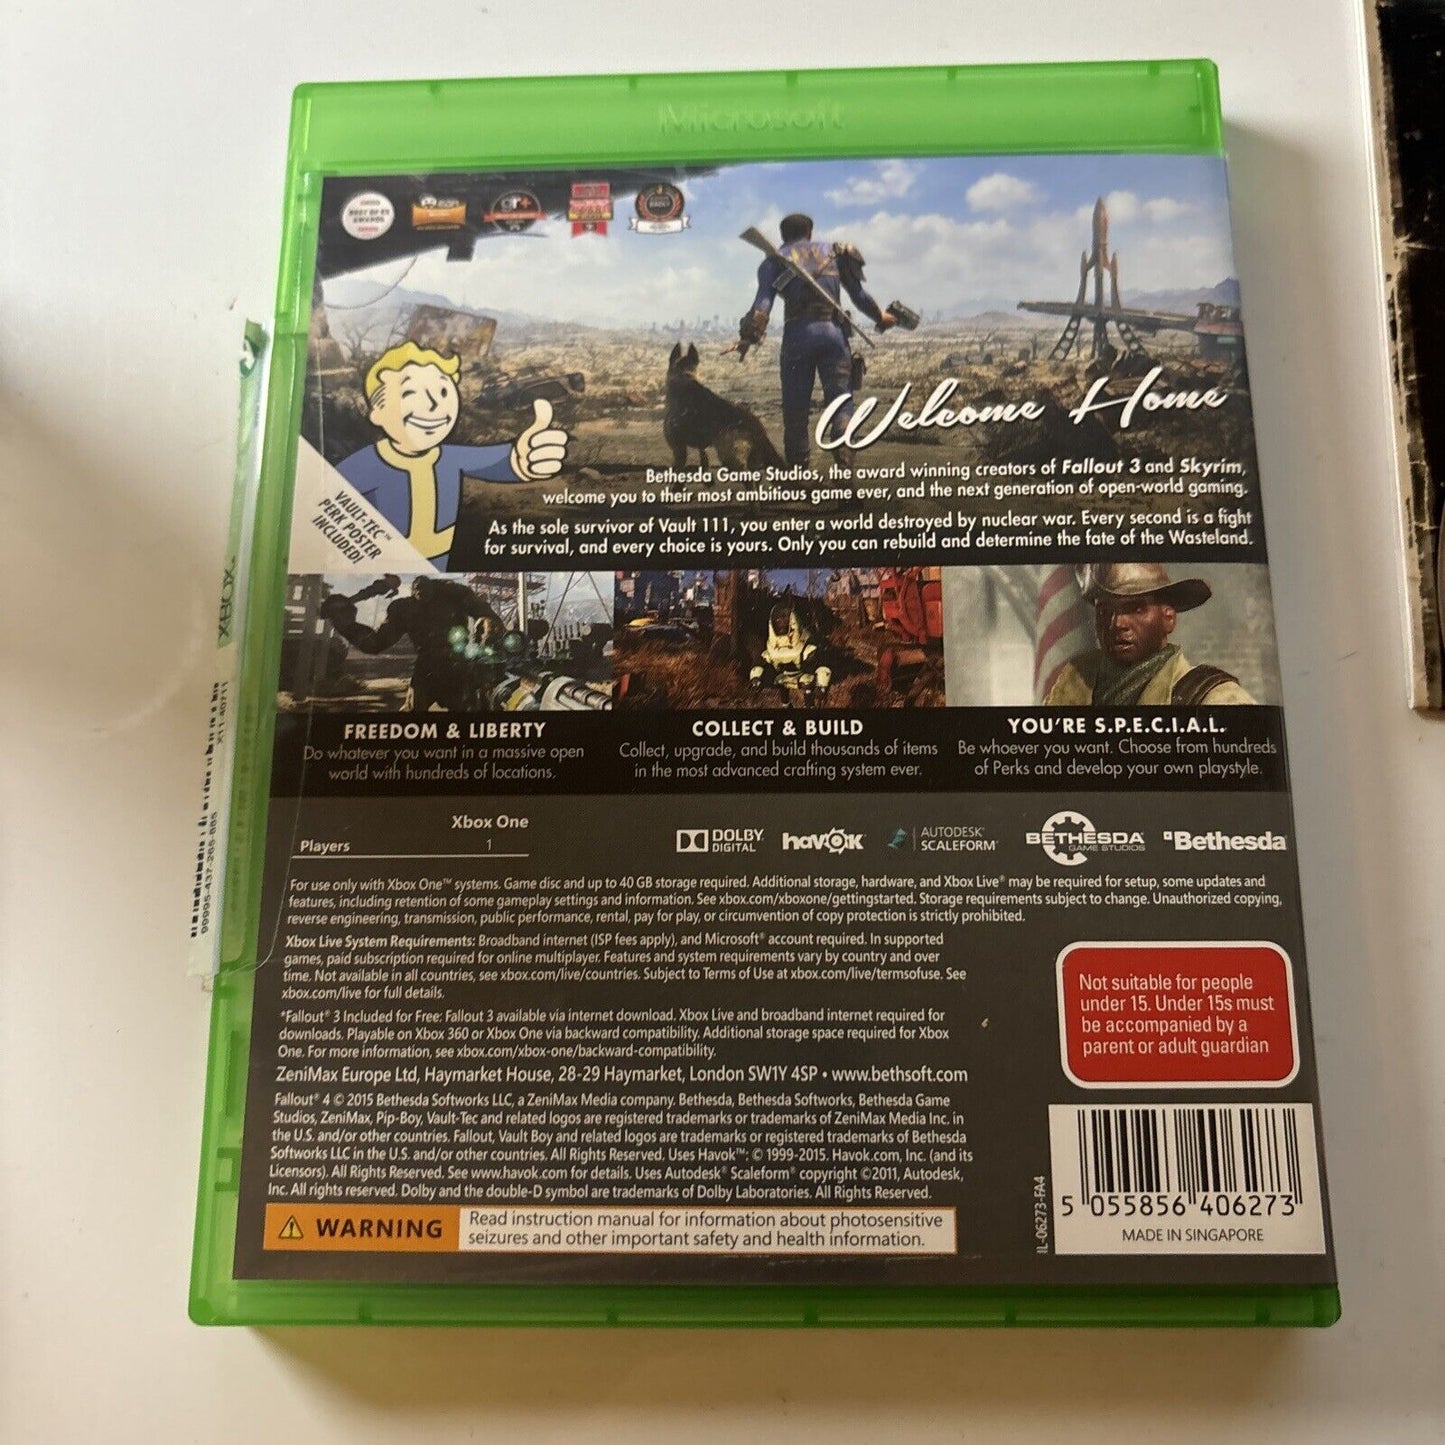 Microsoft
BEST OF E3
AWARDS
Welcome Home
Bethesda Game Studios, the award winning creators of Fallout 3 and Skyrim,
welcome you to their most ambitious game ever, and the next generation of open-world gaming.
As the sole survivor of Vault 111, you enter a world destroyed by nuclear war. Every second is a fight
for survival, and every choice is yours. Only you can rebuild and determine the fate of the Wasteland.
VAULT-TEC™
PERK POSTER
INCLUDED!
XBOX
X11-40711
99995-437-265-885
FREEDOM & LIBERTY
Do whatever you want in a massive open
world with hundreds of locations.
COLLECT & BUILD
Collect, upgrade, and build thousands of items
in the most advanced crafting system ever.
YOU'RE S.P.E.C.I.A.L.
Be whoever you want. Choose from hundreds
of Perks and develop your own playstyle.
Xbox One
Players 1
DOLBY
DIGITAL
havok
AUTODESK®
SCALEFORM®
BETHESDA
GAME STUDIOS
Bethesda
For use only with Xbox One™ systems. Game disc and up to 40 GB storage required. Additional storage, hardware, and Xbox Live® may be required for setup, some updates and
features, including retention of some gameplay settings and information. See xbox.com/xboxone/gettingstarted. Storage requirements subject to change. Unauthorized copying,
reverse engineering, transmission, public performance, rental, pay for play, or circumvention of copy protection is strictly prohibited.
Xbox Live System Requirements: Broadband internet (ISP fees apply), and Microsoft® account required. In supported
games, paid subscription required for online multiplayer. Features and system requirements vary by country and over
time. Not available in all countries, see xbox.com/live/countries. Subject to Terms of Use at xbox.com/live/termsofuse. See
xbox.com/live for full details.
*Fallout® 3 Included for Free: Fallout 3 available via internet download. Xbox Live and broadband internet required for
downloads. Playable on Xbox 360 or Xbox One via backward compatibility. Additional storage space required for Xbox
One. For more information, see xbox.com/xbox-one/backward-compatibility.
ZeniMax Europe Ltd, Haymarket House, 28-29 Haymarket, London SW1Y 4SP • www.bethsoft.com
Fallout® 4 © 2015 Bethesda Softworks LLC, a ZeniMax Media company. Bethesda, Bethesda Softworks, Bethesda Game
Studios, ZeniMax, Pip-Boy, Vault-Tec and related logos are registered trademarks or trademarks of ZeniMax Media Inc. in
the U.S. and/or other countries. Fallout, Vault Boy and related logos are trademarks or registered trademarks of Bethesda
Softworks LLC in the U.S. and/or other countries. All Rights Reserved. Uses Havok™; © 1999-2015. Havok.com, Inc. (and its
Licensors). All Rights Reserved. See www.havok.com for details. Uses Autodesk® Scaleform® copyright ©2011, Autodesk,
Inc. All rights reserved. Dolby and the double-D symbol are trademarks of Dolby Laboratories. All Rights Reserved.
WARNING
Read instruction manual for information about photosensitive
seizures and other important safety and health information.
Not suitable for people
under 15. Under 15s must
be accompanied by a
parent or adult guardian
IL-06273-FA4
5 055856 406273
MADE IN SINGAPORE